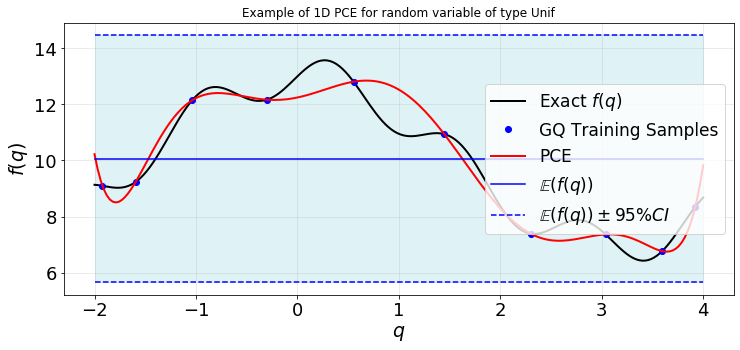 Example of 1D PCE for random variable of type Unif
f(q)
14
12
10
8
6
Exact f(q)
GQ Training Samples
PCE
𝔼(f(q))
𝔼(f(q)) ± 95%CI
−2 −1 0 1 2 3 4
q